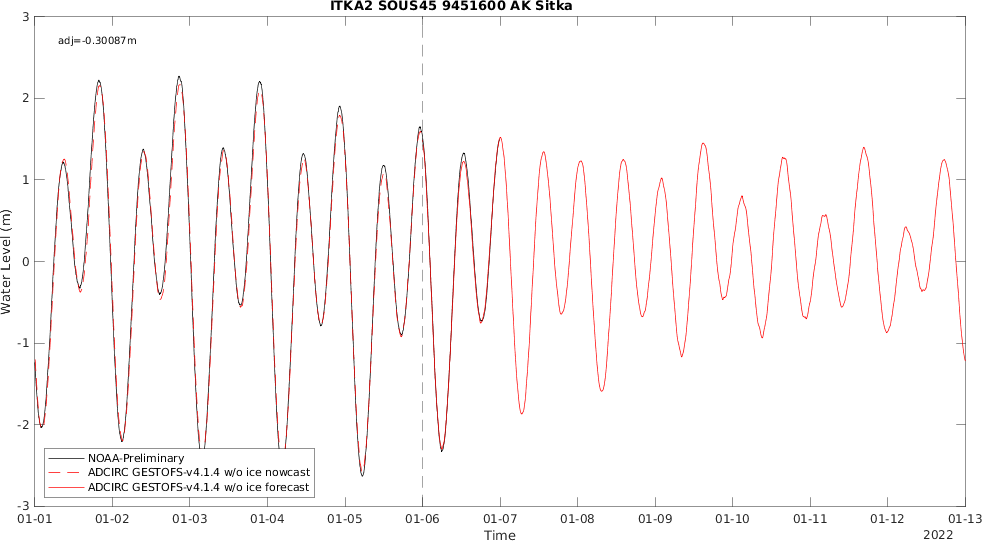 ITKA2 SOUS45 9451600 AK Sitka
adj=-0.30087m
3
2
1
0
-1
-2
-3
Water Level (m)
NOAA-Preliminary
ADCIRC GESTOFS-v4.1.4 w/o ice nowcast
ADCIRC GESTOFS-v4.1.4 w/o ice forecast
01-01 01-02 01-03 01-04 01-05 01-06 01-07 01-08 01-09 01-10 01-11 01-12 01-13
Time
2022